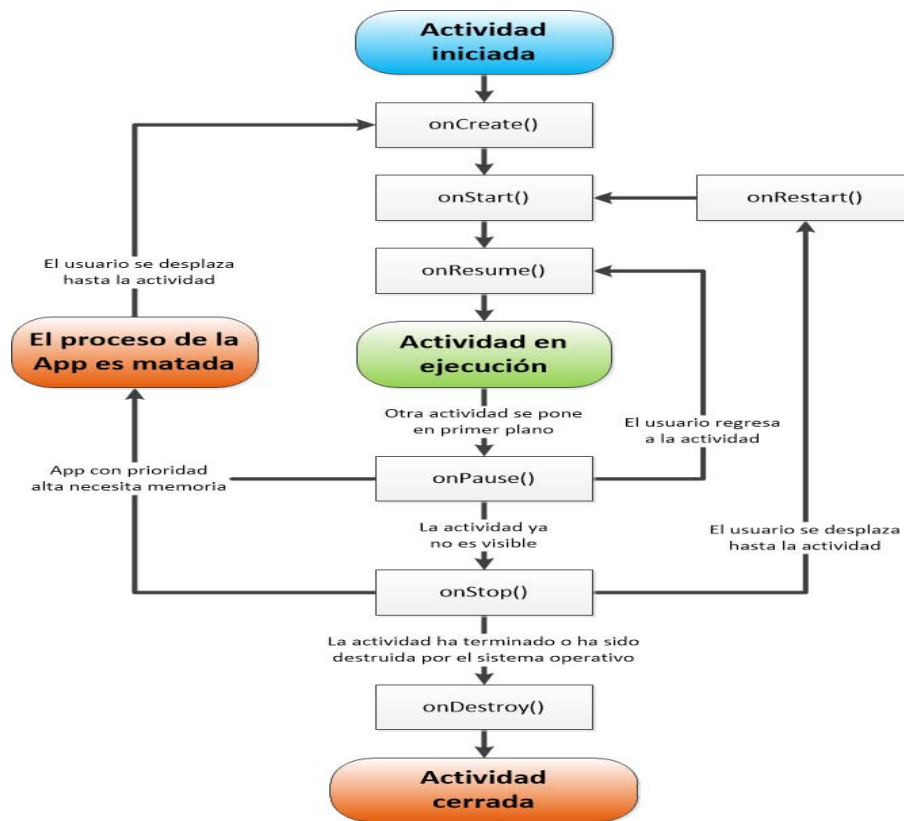 Actividad
iniciada
onCreate()
onStart()
onRestart()
onResume()
El usuario se desplaza
hasta la actividad
El proceso de la
App es matada
Actividad en
ejecución
Otra actividad se pone
en primer plano
El usuario regresa
a la actividad
App con prioridad
alta necesita memoria
onPause()
La actividad ya
no es visible
El usuario se desplaza
hasta la actividad
onStop()
La actividad ha terminado o ha sido
destruida por el sistema operativo
onDestroy()
Actividad
cerrada